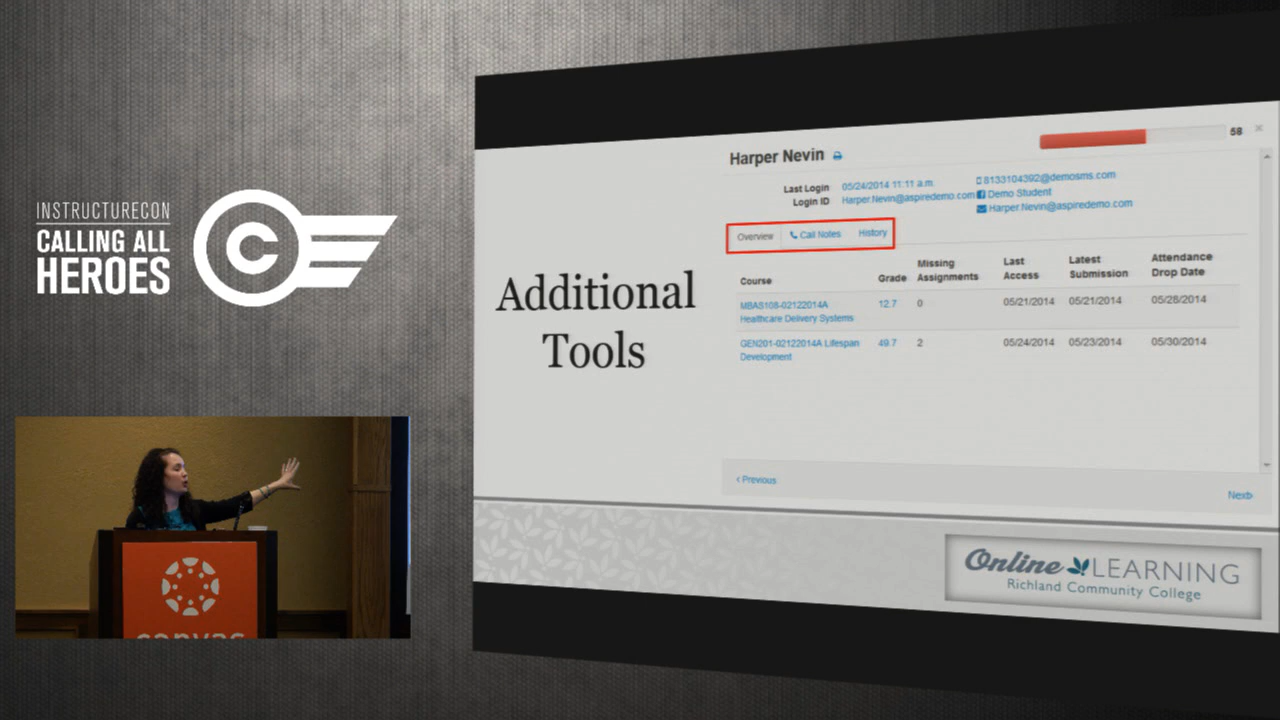 INSTRUCTURECON
CALLING ALL
HEROES
C
Additional
Tools
Harper Nevin
58
Last Login 05/24/2014 11:11 a.m.
Login ID Harper.Nevin@aspiredemo.com
8133104392@demosms.com
Demo Student
Harper.Nevin@aspiredemo.com
Overview Call Notes History
Course Grade Missing Assignments Last Access Latest Submission Attendance Drop Date
MBAS108-02122014A 12.7 0 05/21/2014 05/21/2014 05/28/2014
Healthcare Delivery Systems
GEN201-02122014A Lifespan 49.7 2 05/24/2014 05/23/2014 05/30/2014
Development
‹ Previous
Next›
Online LEARNING
Richland Community College
canvas